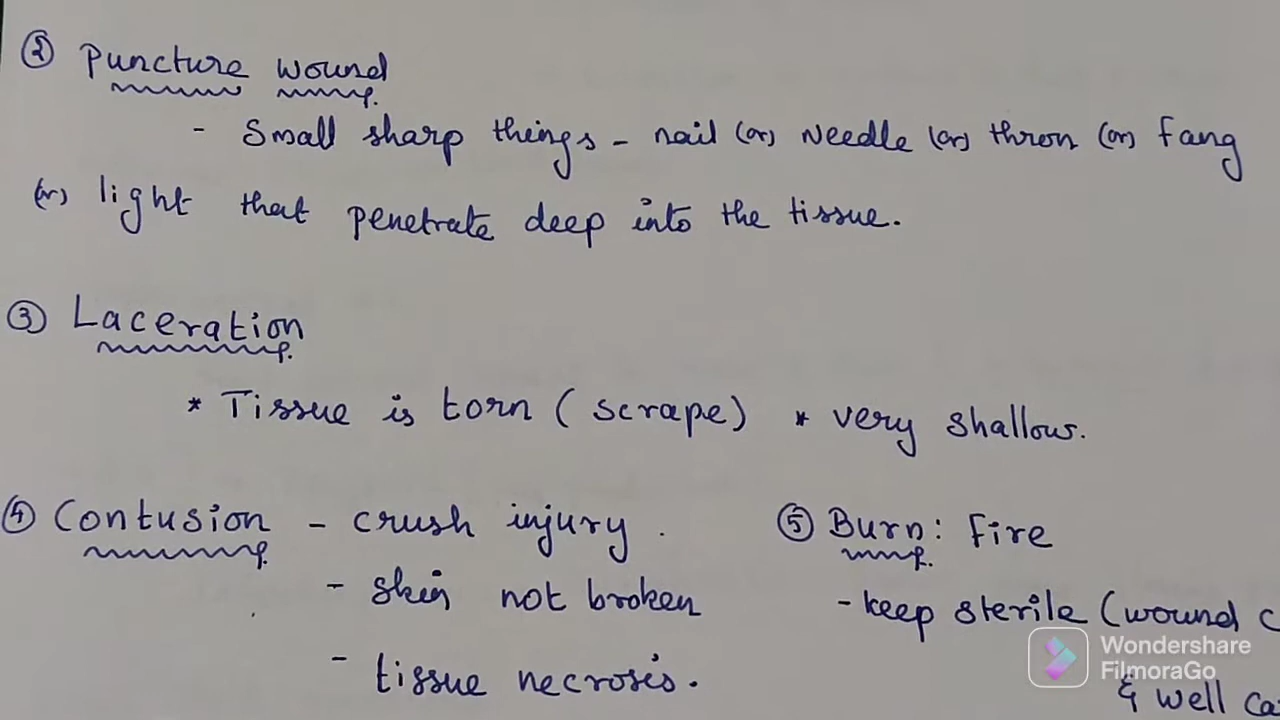 ② Puncture wound
- Small sharp things - nail (or) Needle (or) thron (or) fang
(or) light that penetrate deep into the tissue.
③ Laceration
* Tissue is torn (scrape) * very shallow.
④ Contusion - crush injury.
- skin not broken
- tissue necrosis.
⑤ Burn: Fire
- keep sterile (wound c
& well ca
Wondershare
FilmoraGo